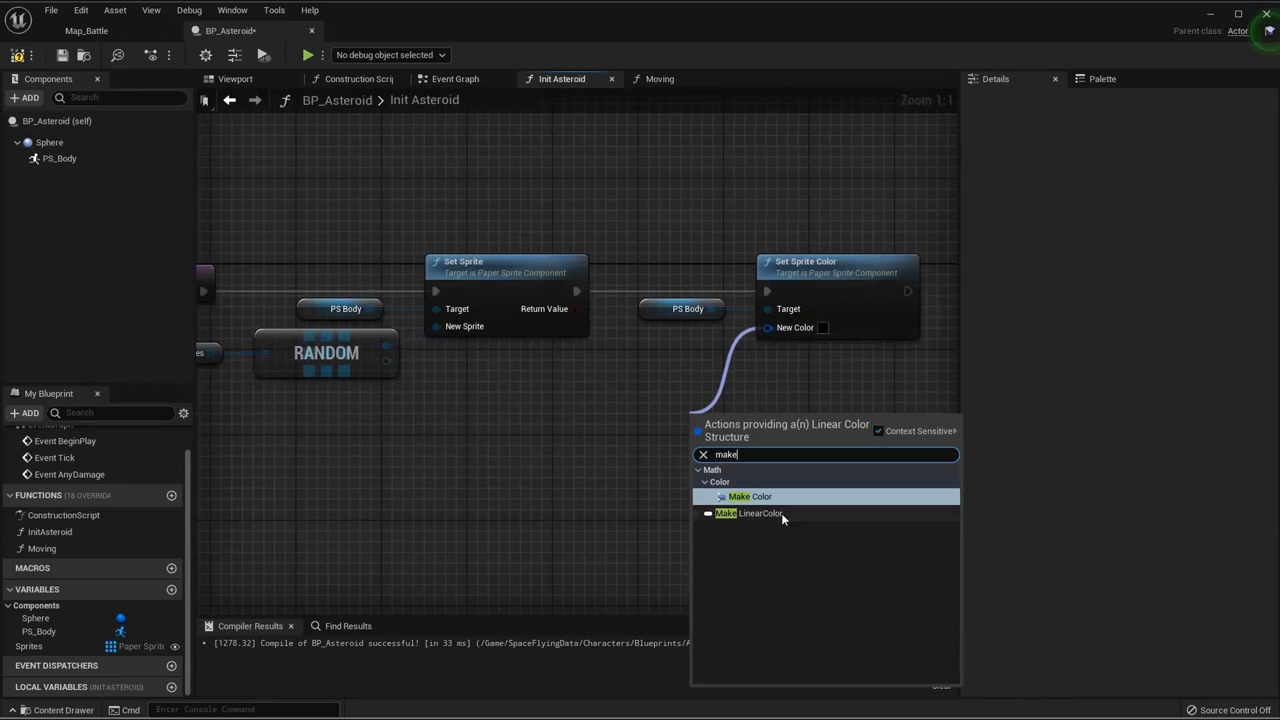 File Edit Asset View Debug Window Tools Help
Map_Battle
BP_Asteroid•
Parent class: Actor
No debug object selected
Components
Viewport
Construction Scrip
Event Graph
Init Asteroid
Moving
Details
Palette
ADD
Search
BP_Asteroid > Init Asteroid
Zoom 1:1
BP_Asteroid (self)
Sphere
PS_Body
Set Sprite
Target is Paper Sprite Component
Set Sprite Color
Target is Paper Sprite Component
PS Body
Target
Return Value
PS Body
Target
New Sprite
New Color
es
RANDOM
My Blueprint
ADD
Search
Actions providing a(n) Linear Color
Structure
Context Sensitive
Event BeginPlay
make
Event Tick
Math
Event AnyDamage
Color
FUNCTIONS (18 OVERRIDA
Make Color
ConstructionScript
Make LinearColor
InitAsteroid
Moving
MACROS
VARIABLES
Components
Sphere
Compiler Results
Find Results
PS_Body
Sprites
Paper Sprite
[1278.32] Compile of BP_Asteroid successful! [in 33 ms] (/Game/SpaceFlyingData/Characters/Blueprints/A
EVENT DISPATCHERS
LOCAL VARIABLES (INITASTEROID)
Clear
Content Drawer
Cmd
Enter Console Command
Source Control Off